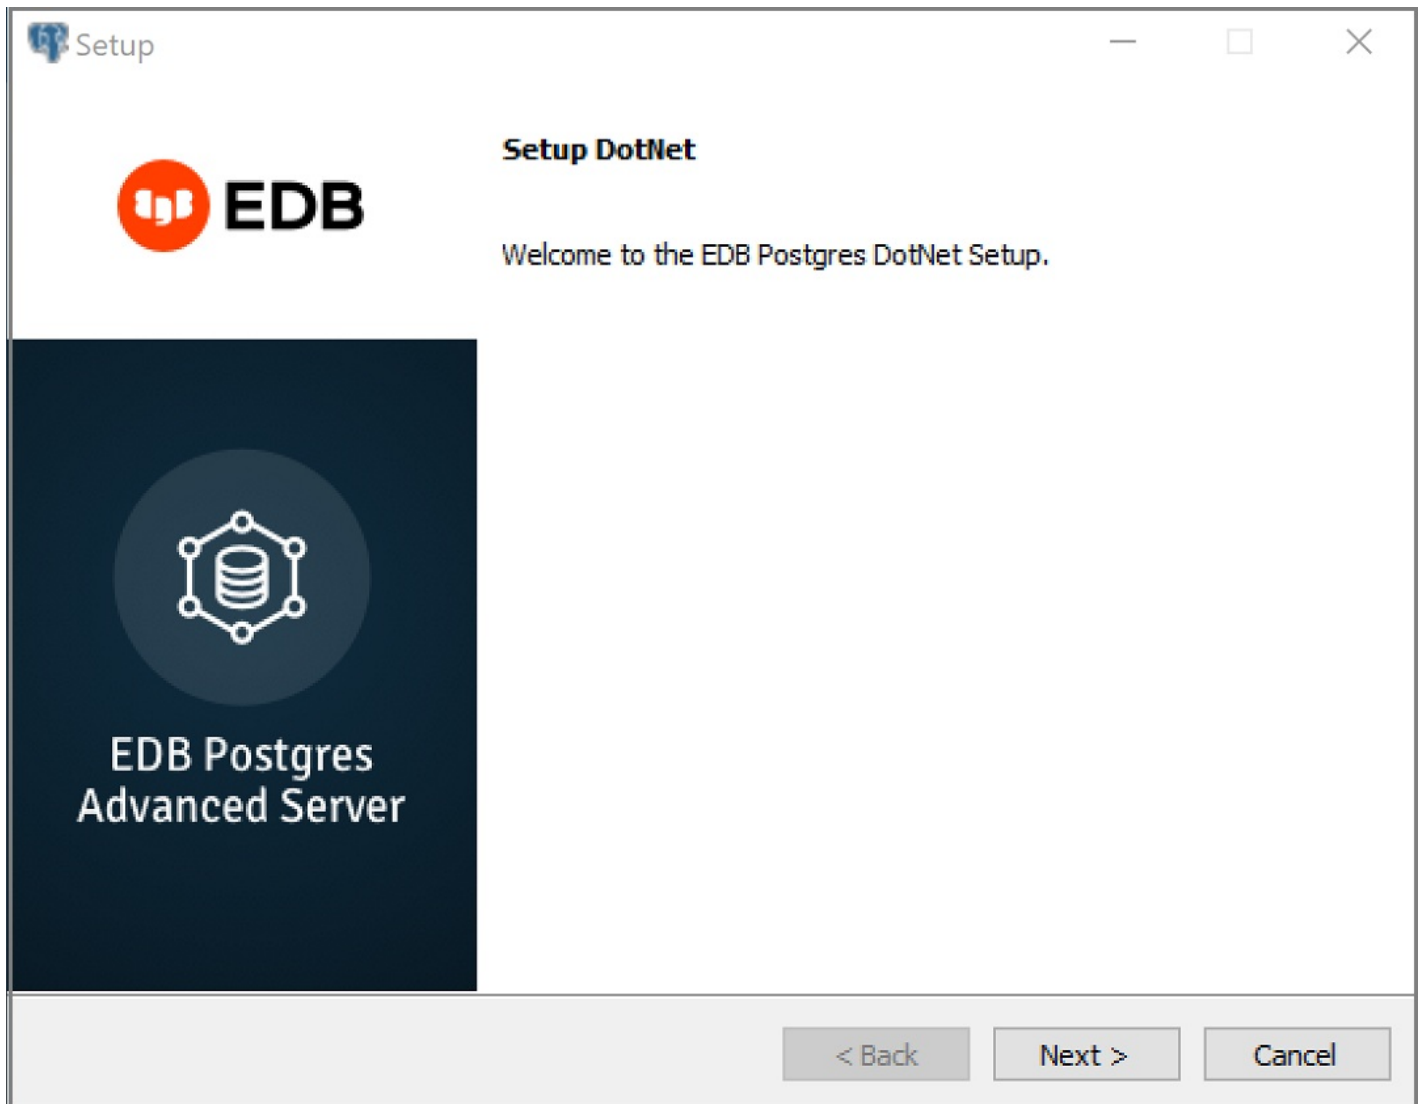 Setup
EDB
Setup DotNet
Welcome to the EDB Postgres DotNet Setup.
EDB Postgres
Advanced Server
< Back
Next >
Cancel